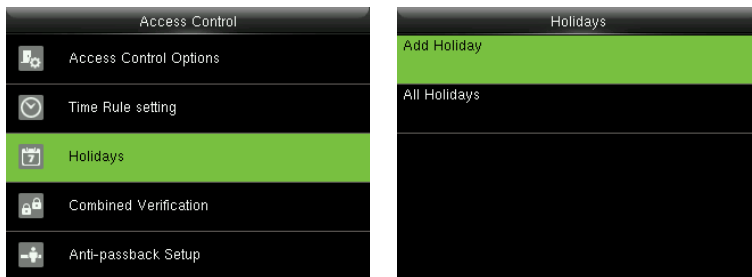 Access Control
Access Control Options
Time Rule setting
7
Holidays
Combined Verification
Anti-passback Setup
Holidays
Add Holiday
All Holidays